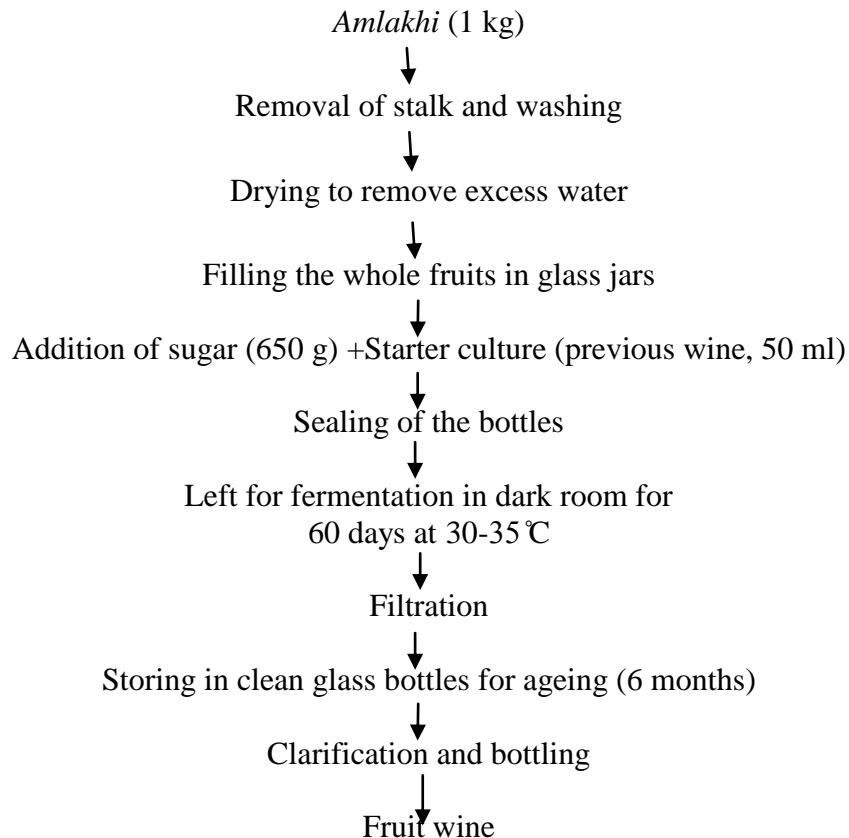 Amlakhi (1 kg)
Removal of stalk and washing
Drying to remove excess water
Filling the whole fruits in glass jars
Addition of sugar (650 g) +Starter culture (previous wine, 50 ml)
Sealing of the bottles
Left for fermentation in dark room for
60 days at 30-35℃
Filtration
Storing in clean glass bottles for ageing (6 months)
Clarification and bottling
Fruit wine